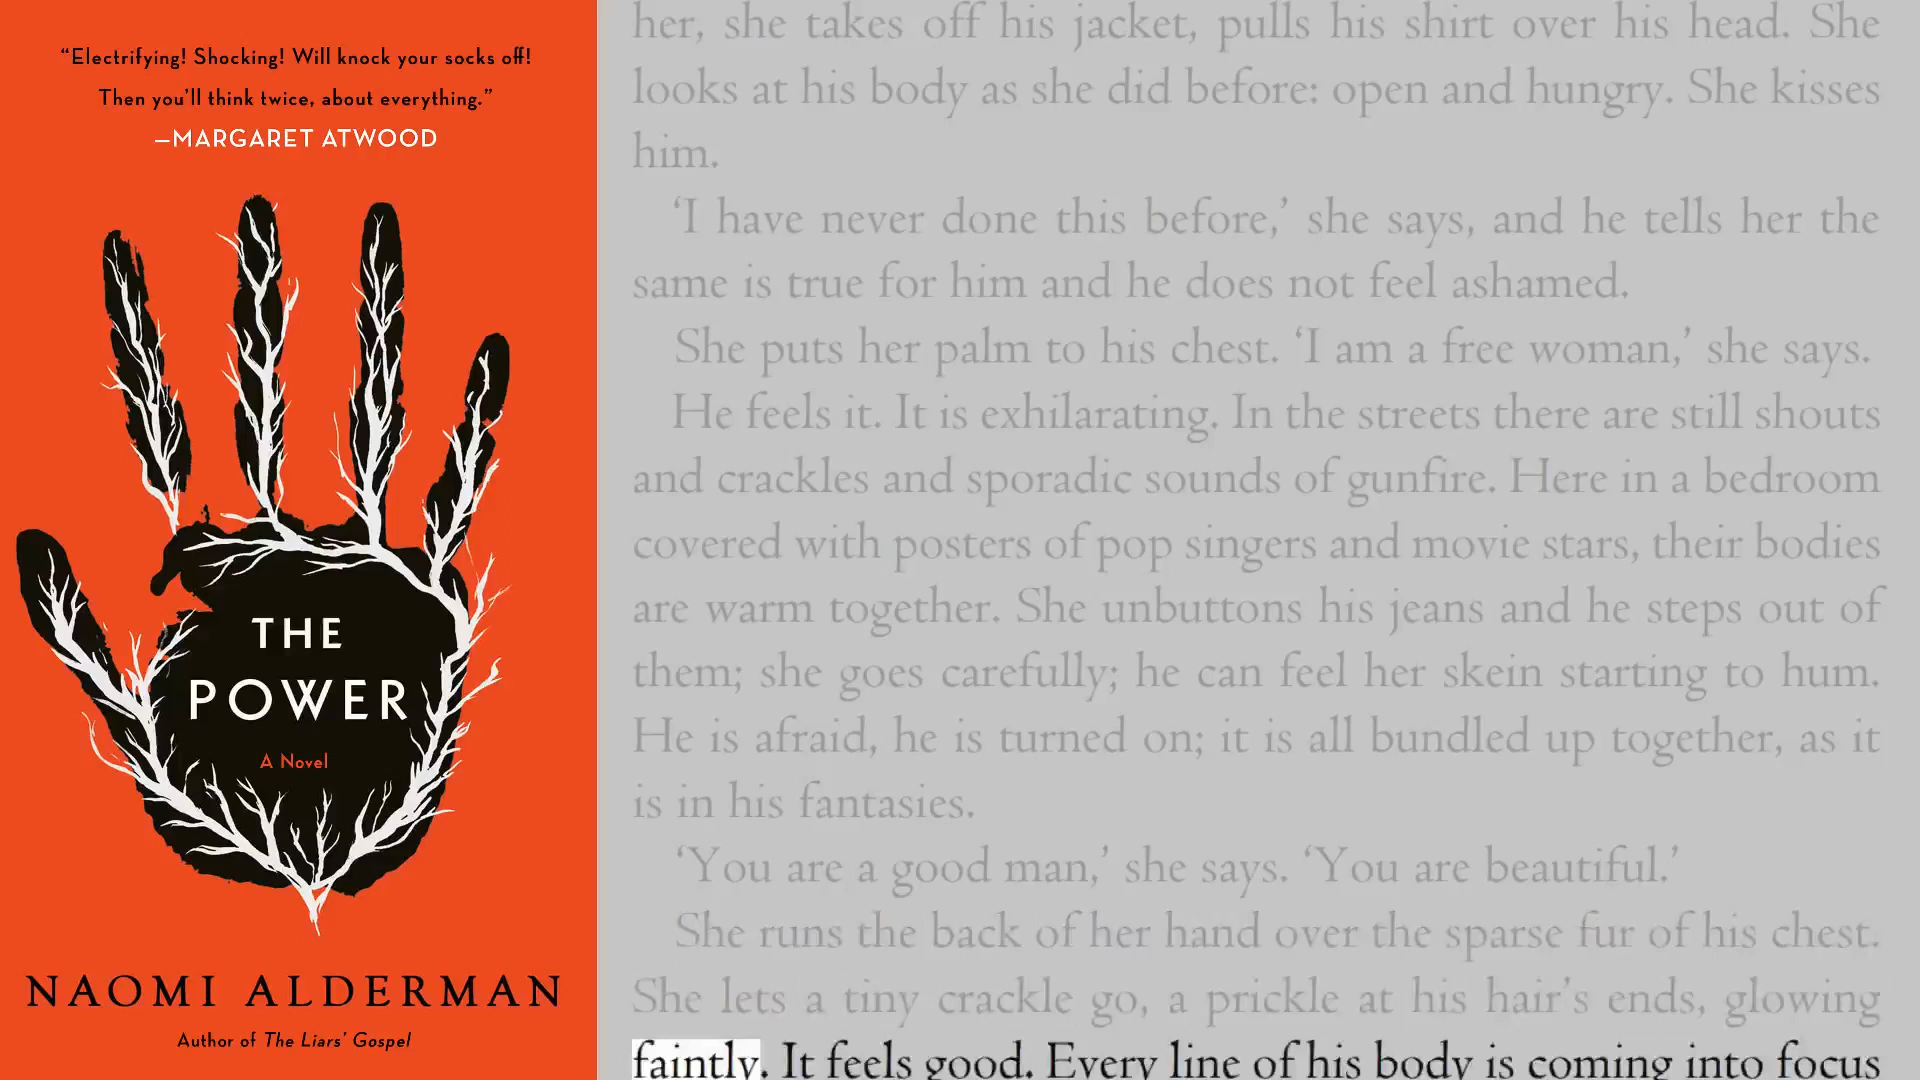 “Electrifying! Shocking! Will knock your socks off!
Then you’ll think twice, about everything.”
—MARGARET ATWOOD
THE
POWER
A Novel
NAOMI ALDERMAN
Author of The Liars’ Gospel
her, she takes off his jacket, pulls his shirt over his head. She
looks at his body as she did before: open and hungry. She kisses
him.
‘I have never done this before,’ she says, and he tells her the
same is true for him and he does not feel ashamed.
She puts her palm to his chest. ‘I am a free woman,’ she says.
He feels it. It is exhilarating. In the streets there are still shouts
and crackles and sporadic sounds of gunfire. Here in a bedroom
covered with posters of pop singers and movie stars, their bodies
are warm together. She unbuttons his jeans and he steps out of
them; she goes carefully; he can feel her skein starting to hum.
He is afraid, he is turned on; it is all bundled up together, as it
is in his fantasies.
‘You are a good man,’ she says. ‘You are beautiful.’
She runs the back of her hand over the sparse fur of his chest.
She lets a tiny crackle go, a prickle at his hair’s ends, glowing
faintly. It feels good. Every line of his body is coming into focus